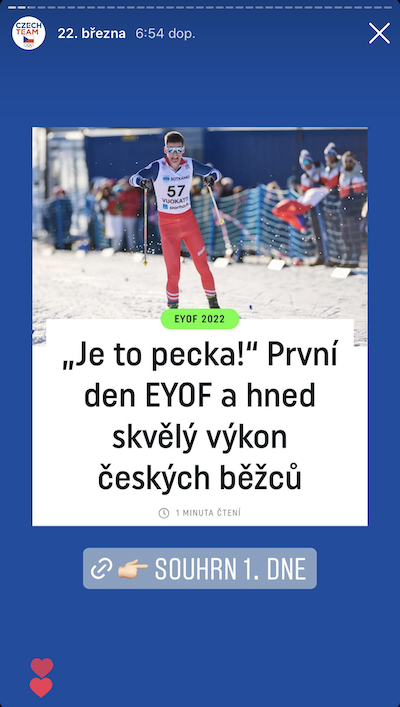 CZECH
TEAM
22. března 6:54 dop.
57
VUOKATTI
EYOF 2022
„Je to pecka!“ První
den EYOF a hned
skvělý výkon
českých běžců
1 MINUTA ČTENÍ
SOUHRN 1. DNE